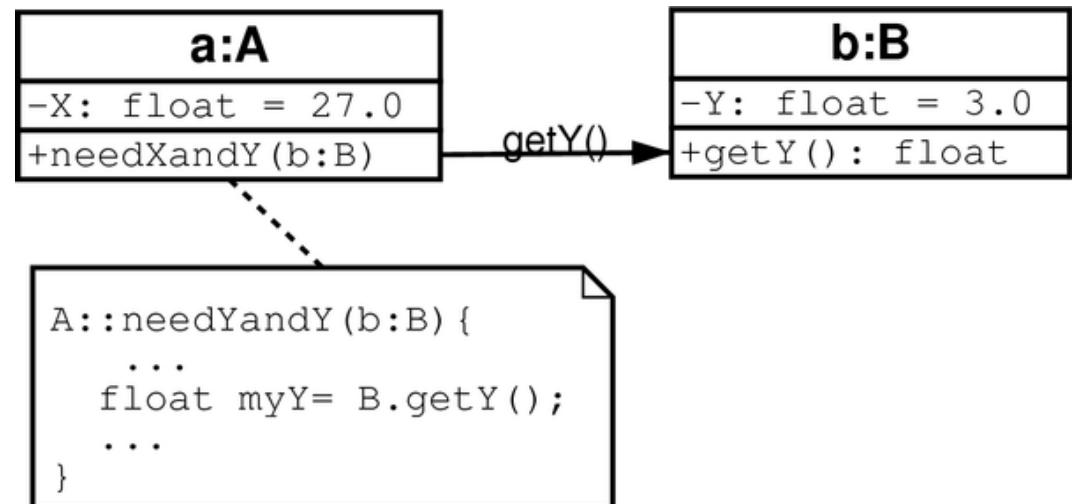 a:A
-X: float = 27.0
+needXandY(b:B)
getY()
b:B
-Y: float = 3.0
+getY(): float
A::needYandY(b:B){
...
float myY= B.getY();
...
}